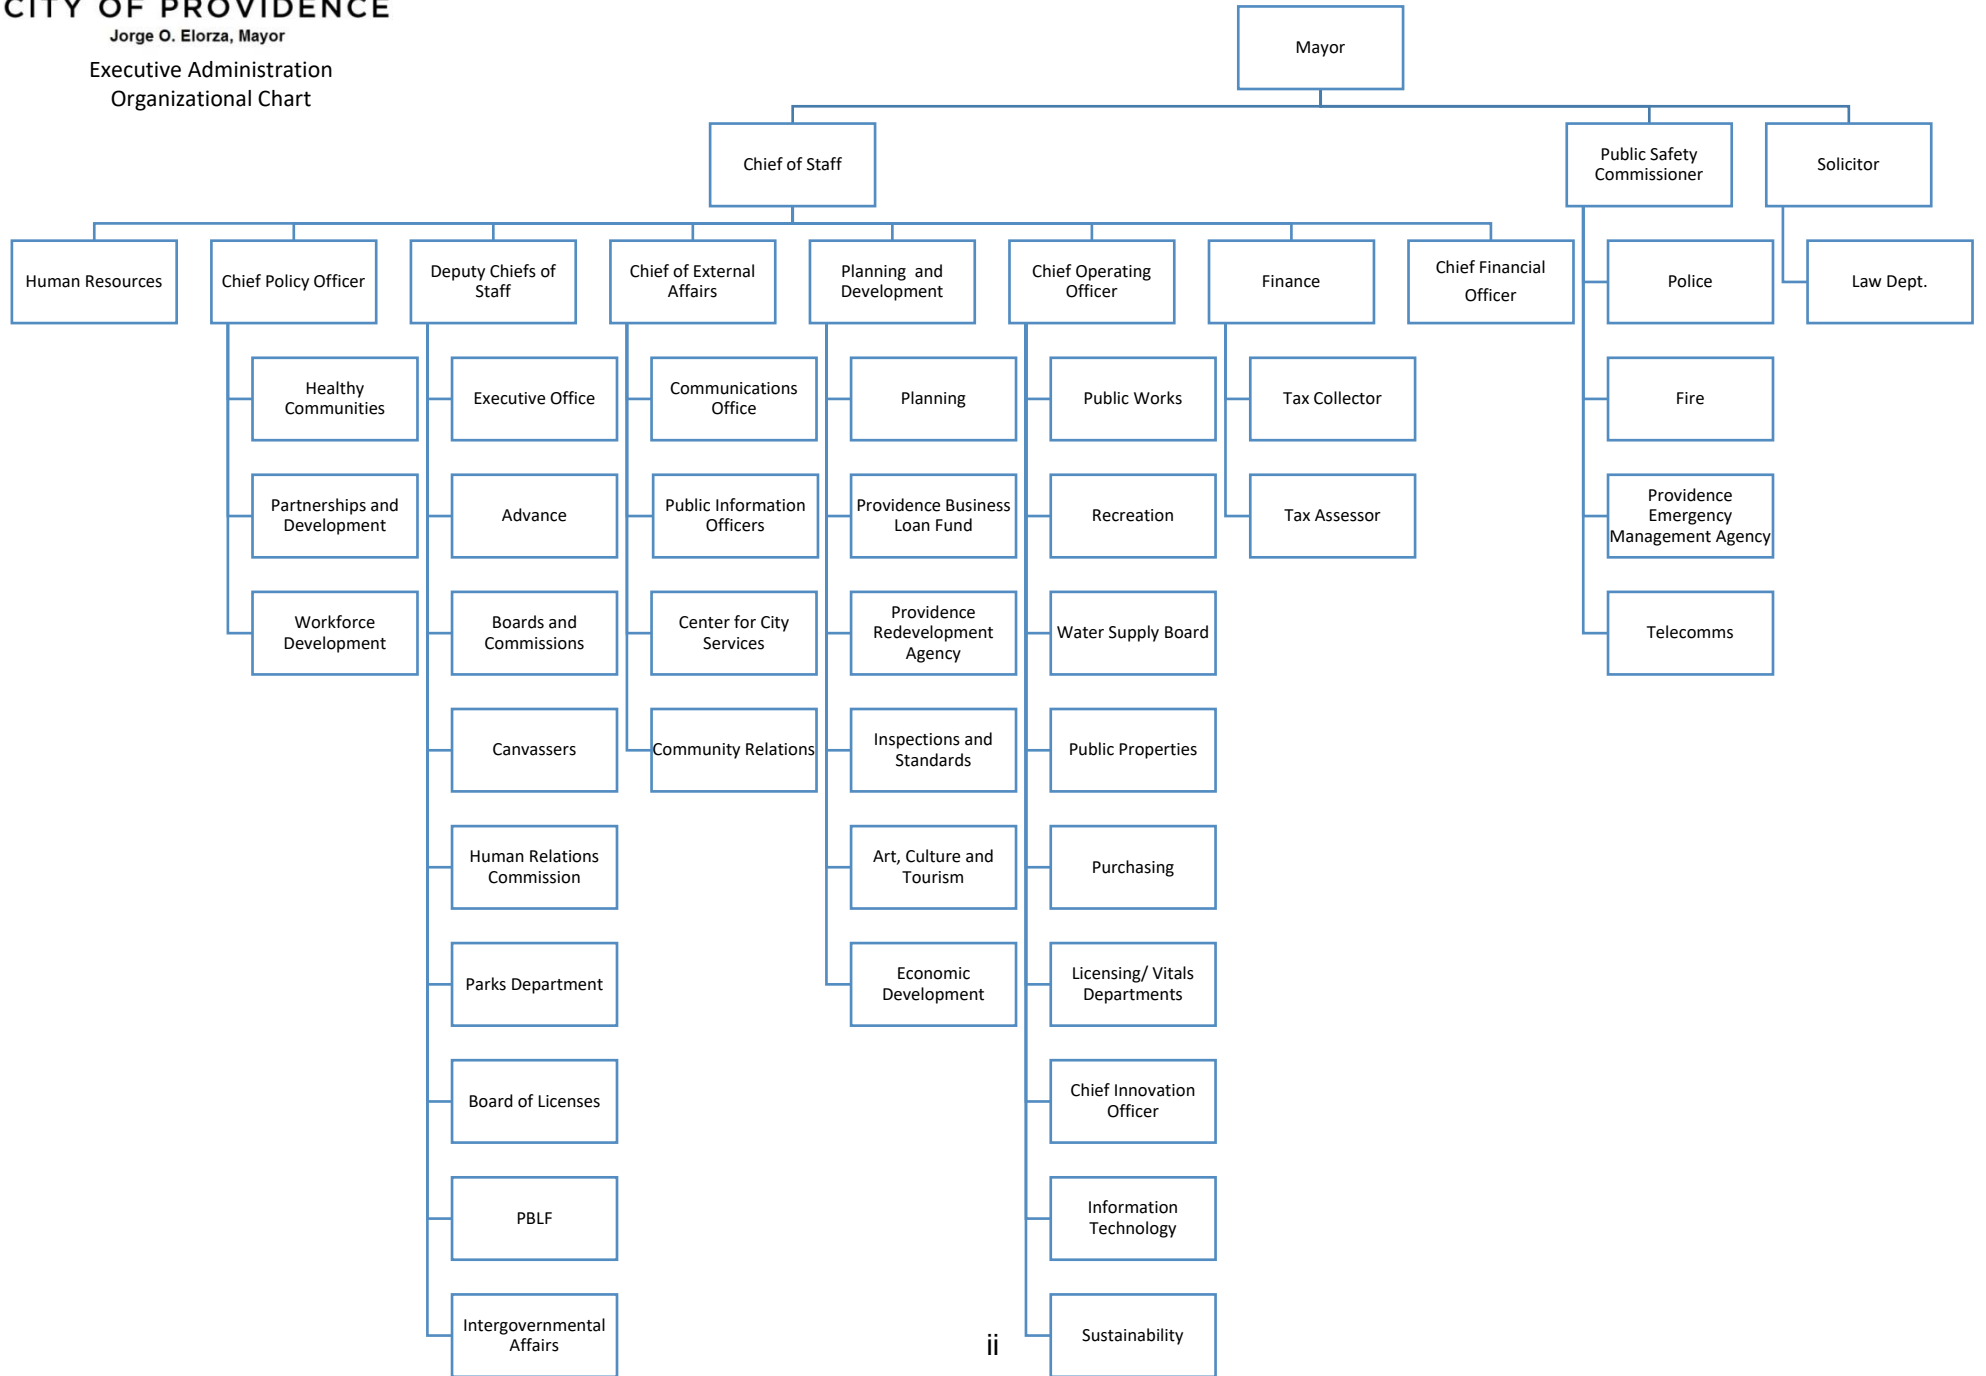 CITY OF PROVIDENCE
Jorge O. Elorza, Mayor
Executive Administration
Organizational Chart
Mayor
Chief of Staff
Public Safety
Commissioner
Solicitor
Human Resources
Chief Policy Officer
Deputy Chiefs of
Staff
Chief of External
Affairs
Planning and
Development
Chief Operating
Officer
Finance
Chief Financial
Officer
Police
Law Dept.
Healthy
Communities
Executive Office
Communications
Office
Planning
Public Works
Tax Collector
Fire
Partnerships and
Development
Advance
Public Information
Officers
Providence Business
Loan Fund
Recreation
Tax Assessor
Providence
Emergency
Management Agency
Workforce
Development
Boards and
Commissions
Center for City
Services
Providence
Redevelopment
Agency
Water Supply Board
Telecomms
Canvassers
Community Relations
Inspections and
Standards
Public Properties
Human Relations
Commission
Art, Culture and
Tourism
Purchasing
Parks Department
Economic
Development
Licensing/ Vitals
Departments
Board of Licenses
Chief Innovation
Officer
PBLF
Information
Technology
Intergovernmental
Affairs
Sustainability
ii